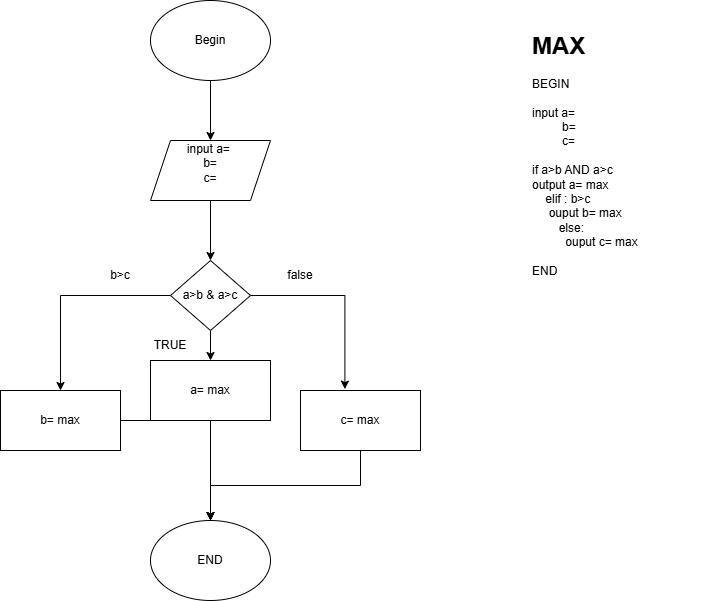 Begin
input a=
b=
c=
b>c
false
a>b & a>c
TRUE
a= max
b= max
c= max
END
MAX
BEGIN
input a=
b=
c=
if a>b AND a>c
output a= max
elif : b>c
ouput b= max
else:
ouput c= max
END